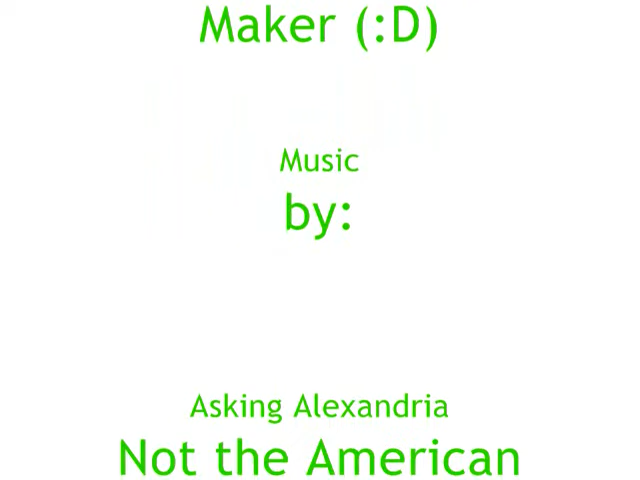 Maker (:D)
Music
by:
Asking Alexandria
Not the American